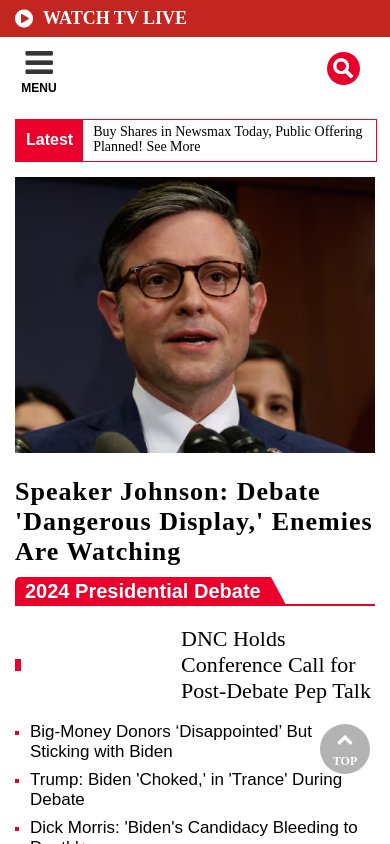 WATCH TV LIVE
MENU
Latest
Buy Shares in Newsmax Today, Public Offering
Planned! See More
Speaker Johnson: Debate
'Dangerous Display,' Enemies
Are Watching
2024 Presidential Debate
DNC Holds
Conference Call for
Post-Debate Pep Talk
Big-Money Donors ‘Disappointed’ But
Sticking with Biden
TOP
Trump: Biden 'Choked,' in 'Trance' During
Debate
Dick Morris: 'Biden's Candidacy Bleeding to